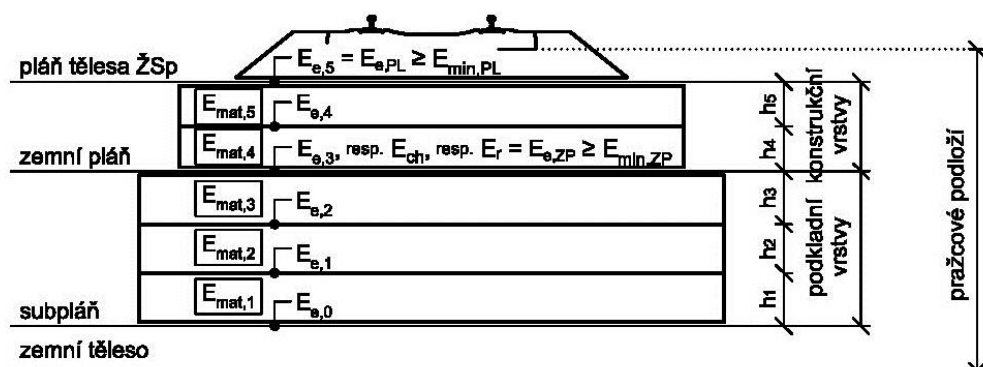 E_e,5 = E_e,PL ≥ E_min,PL
pláň tělesa ŽSp
E_mat,5 E_e,4 h5
E_mat,4 E_e,3, resp. E_ch, resp. E_r = E_e,ZP ≥ E_min,ZP h4
konstrukční vrstvy
zemní pláň
E_mat,3 E_e,2 h3
E_mat,2 E_e,1 h2
E_mat,1 E_e,0 h1
podkladní vrstvy
pražcové podloží
subpláň
zemní těleso